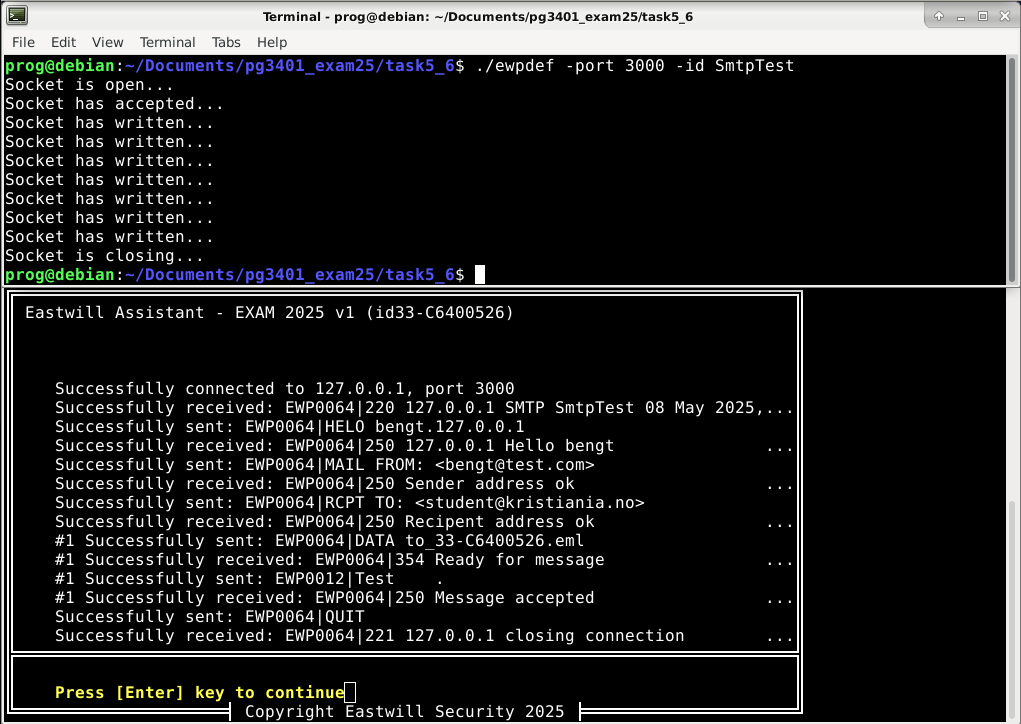 Terminal - prog@debian: ~/Documents/pg3401_exam25/task5_6
File Edit View Terminal Tabs Help
prog@debian:~/Documents/pg3401_exam25/task5_6$ ./ewpdef -port 3000 -id SmtpTest
Socket is open...
Socket has accepted...
Socket has written...
Socket has written...
Socket has written...
Socket has written...
Socket has written...
Socket has written...
Socket has written...
Socket is closing...
prog@debian:~/Documents/pg3401_exam25/task5_6$
Eastwill Assistant - EXAM 2025 v1 (id33-C6400526)
Successfully connected to 127.0.0.1, port 3000
Successfully received: EWP0064|220 127.0.0.1 SMTP SmtpTest 08 May 2025,...
Successfully sent: EWP0064|HELO bengt.127.0.0.1
Successfully received: EWP0064|250 127.0.0.1 Hello bengt ...
Successfully sent: EWP0064|MAIL FROM: <bengt@test.com>
Successfully received: EWP0064|250 Sender address ok ...
Successfully sent: EWP0064|RCPT TO: <student@kristiania.no>
Successfully received: EWP0064|250 Recipent address ok ...
#1 Successfully sent: EWP0064|DATA to_33-C6400526.eml
#1 Successfully received: EWP0064|354 Ready for message ...
#1 Successfully sent: EWP0012|Test .
#1 Successfully received: EWP0064|250 Message accepted ...
Successfully sent: EWP0064|QUIT
Successfully received: EWP0064|221 127.0.0.1 closing connection ...
Press [Enter] key to continue
Copyright Eastwill Security 2025